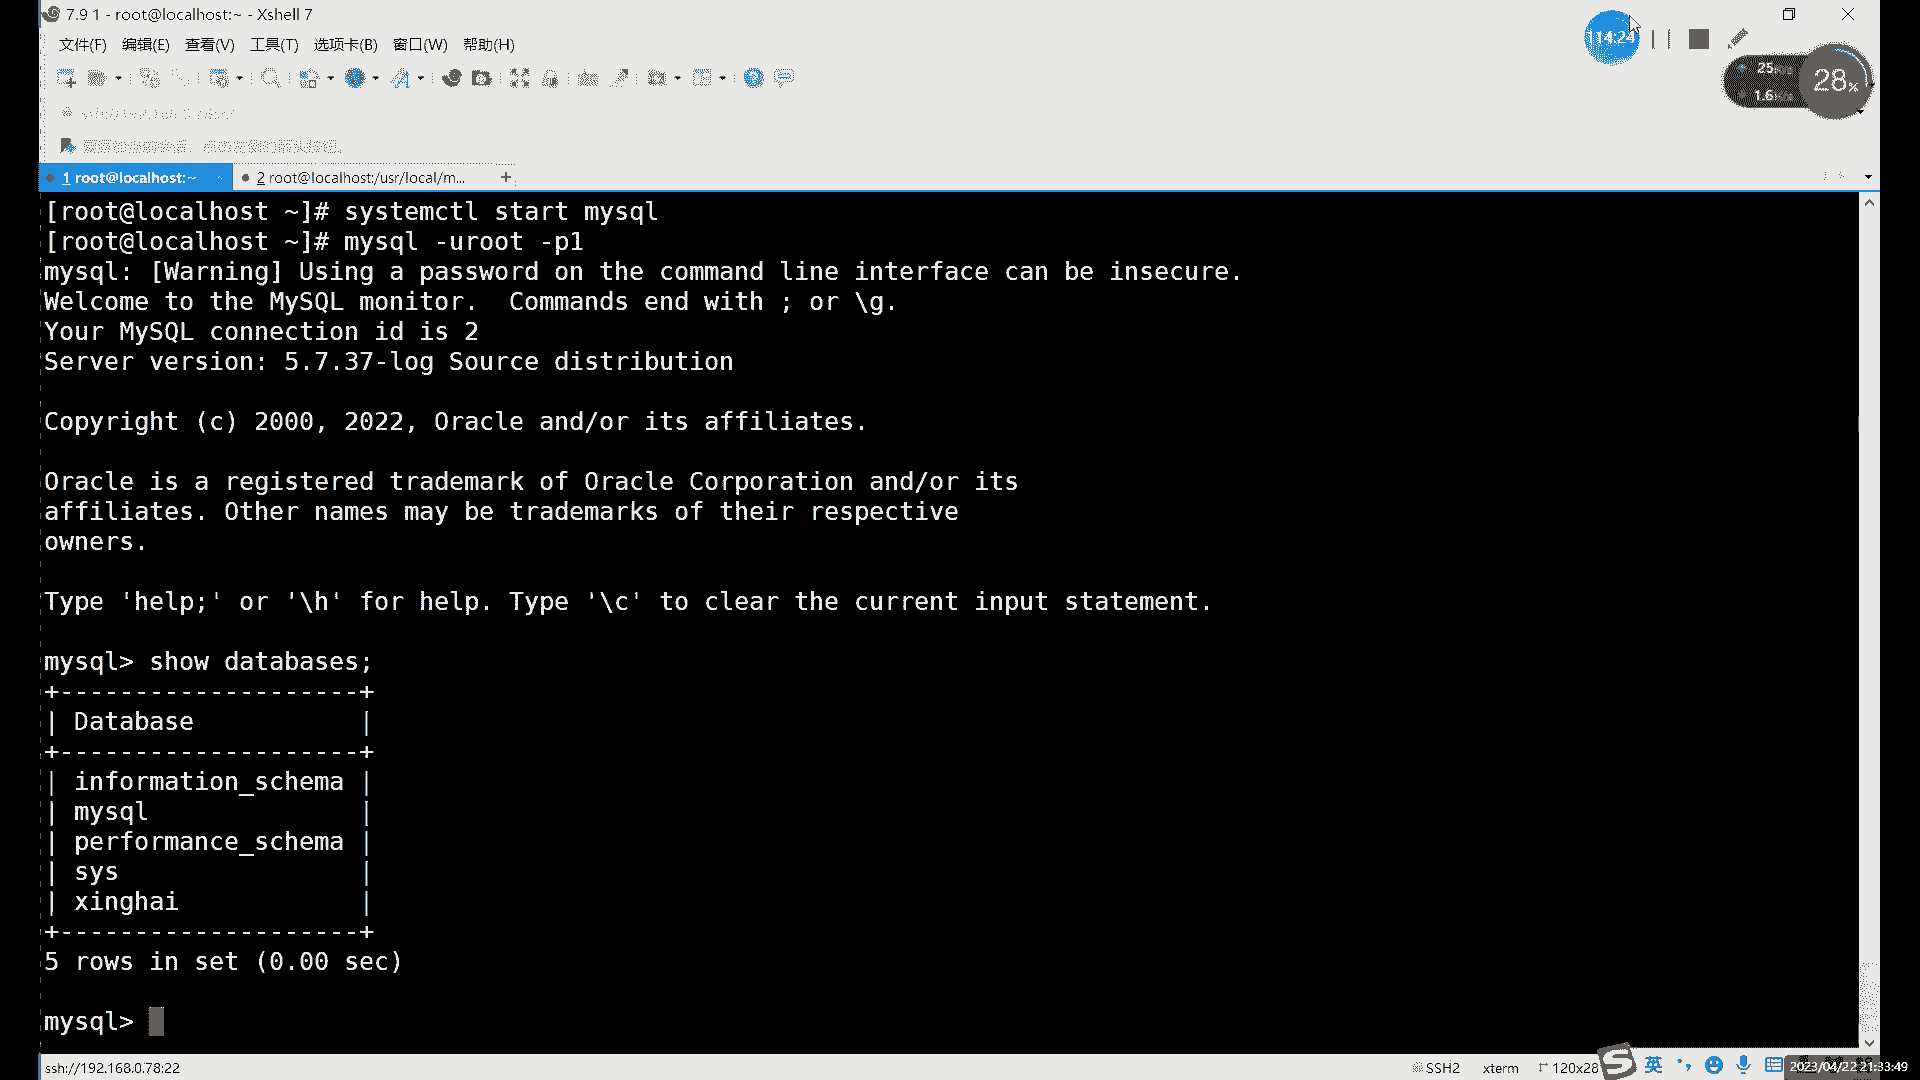 7.9 1 - root@localhost:~ - Xshell 7
文件(F) 编辑(E) 查看(V) 工具(T) 选项卡(B) 窗口(W) 帮助(H)
14:24
25
1.6
28%
1 root@localhost:~
2 root@localhost:/usr/local/m...
+
[root@localhost ~]# systemctl start mysql
[root@localhost ~]# mysql -uroot -p1
mysql: [Warning] Using a password on the command line interface can be insecure.
Welcome to the MySQL monitor.  Commands end with ; or \g.
Your MySQL connection id is 2
Server version: 5.7.37-log Source distribution
Copyright (c) 2000, 2022, Oracle and/or its affiliates.
Oracle is a registered trademark of Oracle Corporation and/or its
affiliates. Other names may be trademarks of their respective
owners.
Type 'help;' or '\h' for help. Type '\c' to clear the current input statement.
mysql> show databases;
+--------------------+
| Database           |
+--------------------+
| information_schema |
| mysql              |
| performance_schema |
| sys                |
| xinghai            |
+--------------------+
5 rows in set (0.00 sec)
mysql>
ssh://192.168.0.78:22
SSH2 xterm 120x28
英
2023/04/22 21:33:49